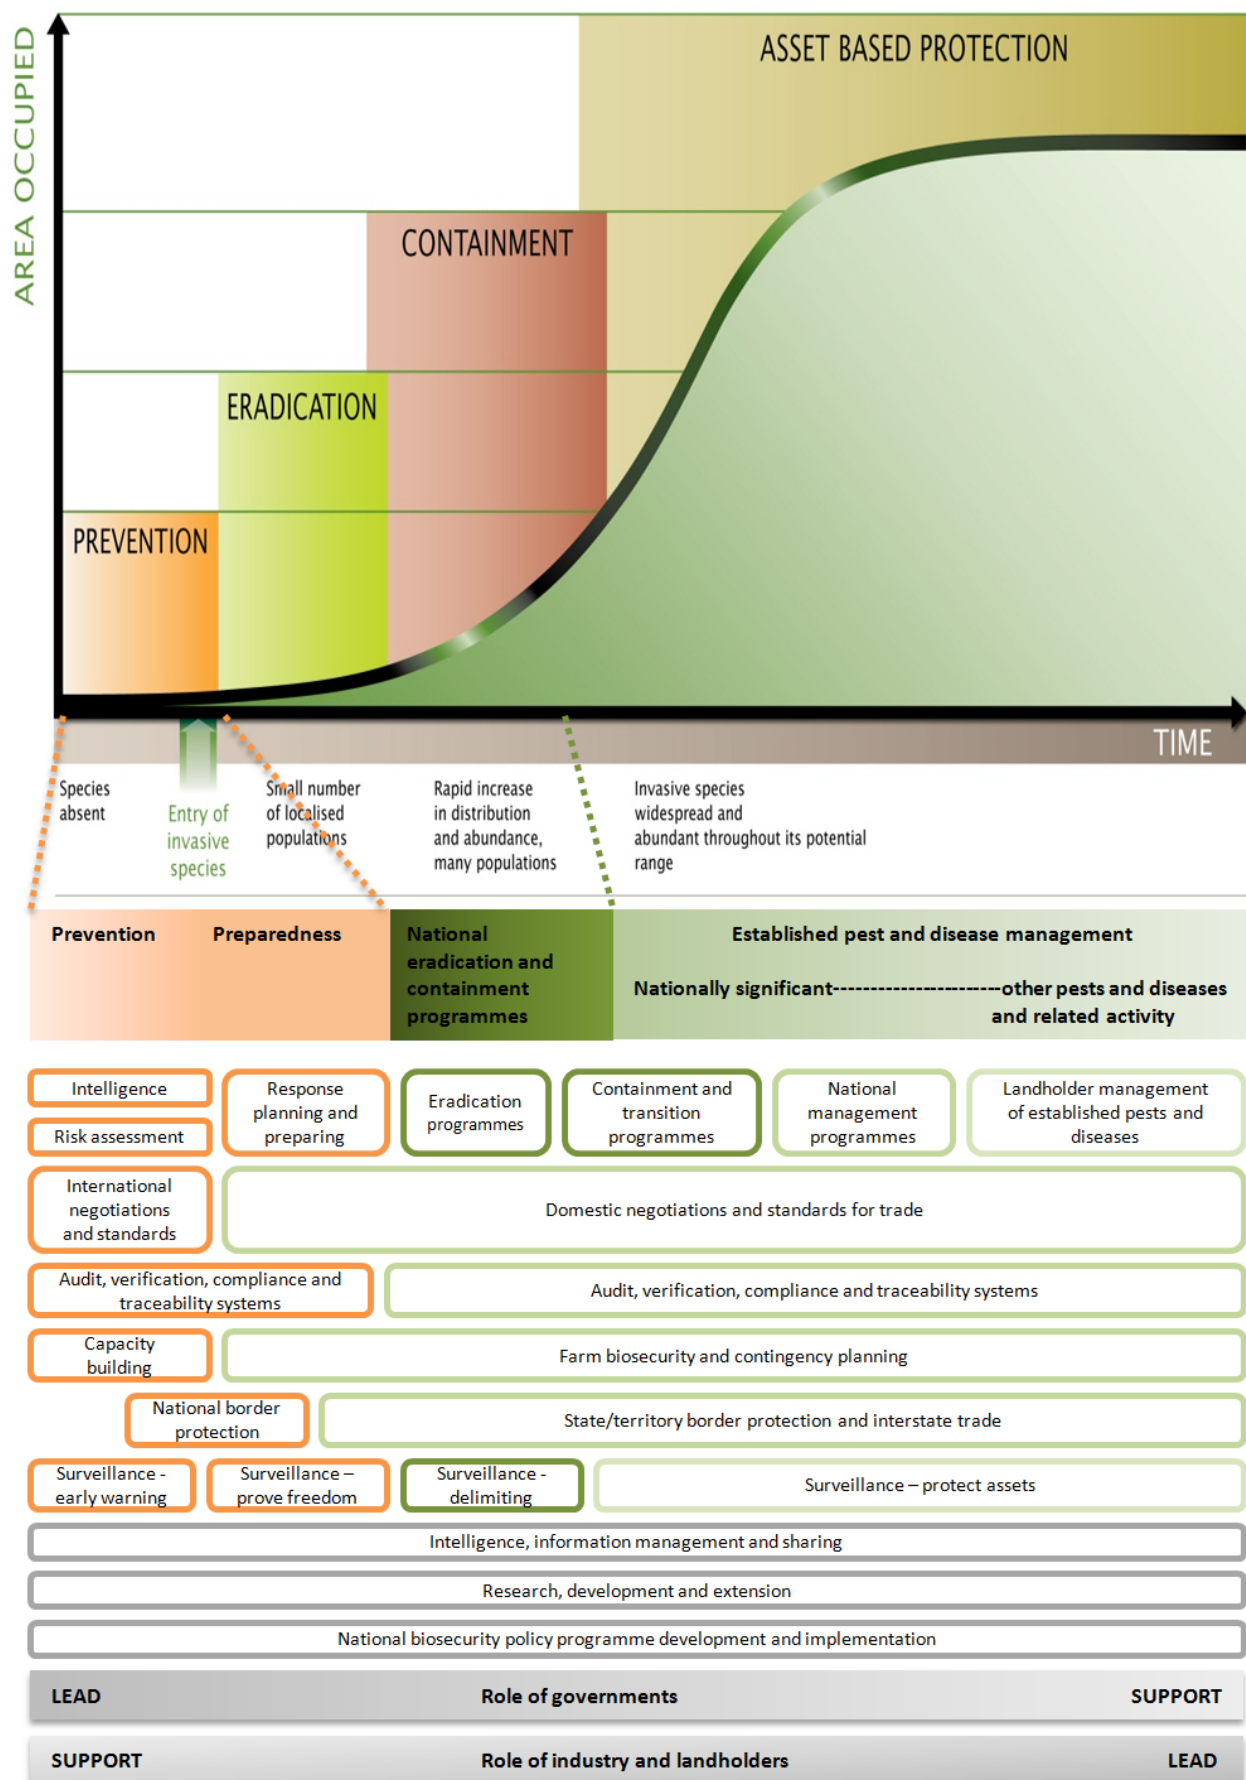 AREA OCCUPIED
ASSET BASED PROTECTION
CONTAINMENT
ERADICATION
PREVENTION
TIME
Species
absent
Entry of
invasive
species
Small number
of localised
populations
Rapid increase
in distribution
and abundance,
many populations
Invasive species
widespread and
abundant throughout its potential
range
Prevention
Preparedness
National
eradication and
containment
programmes
Established pest and disease management
Nationally significant-----------------------other pests and diseases
and related activity
Intelligence
Risk assessment
Response
planning and
preparing
Eradication
programmes
Containment and
transition
programmes
National
management
programmes
Landholder management
of established pests and
diseases
International
negotiations
and standards
Domestic negotiations and standards for trade
Audit, verification, compliance and
traceability systems
Audit, verification, compliance and traceability systems
Capacity
building
Farm biosecurity and contingency planning
National border
protection
State/territory border protection and interstate trade
Surveillance -
early warning
Surveillance –
prove freedom
Surveillance -
delimiting
Surveillance – protect assets
Intelligence, information management and sharing
Research, development and extension
National biosecurity policy programme development and implementation
LEAD Role of governments SUPPORT
SUPPORT Role of industry and landholders LEAD